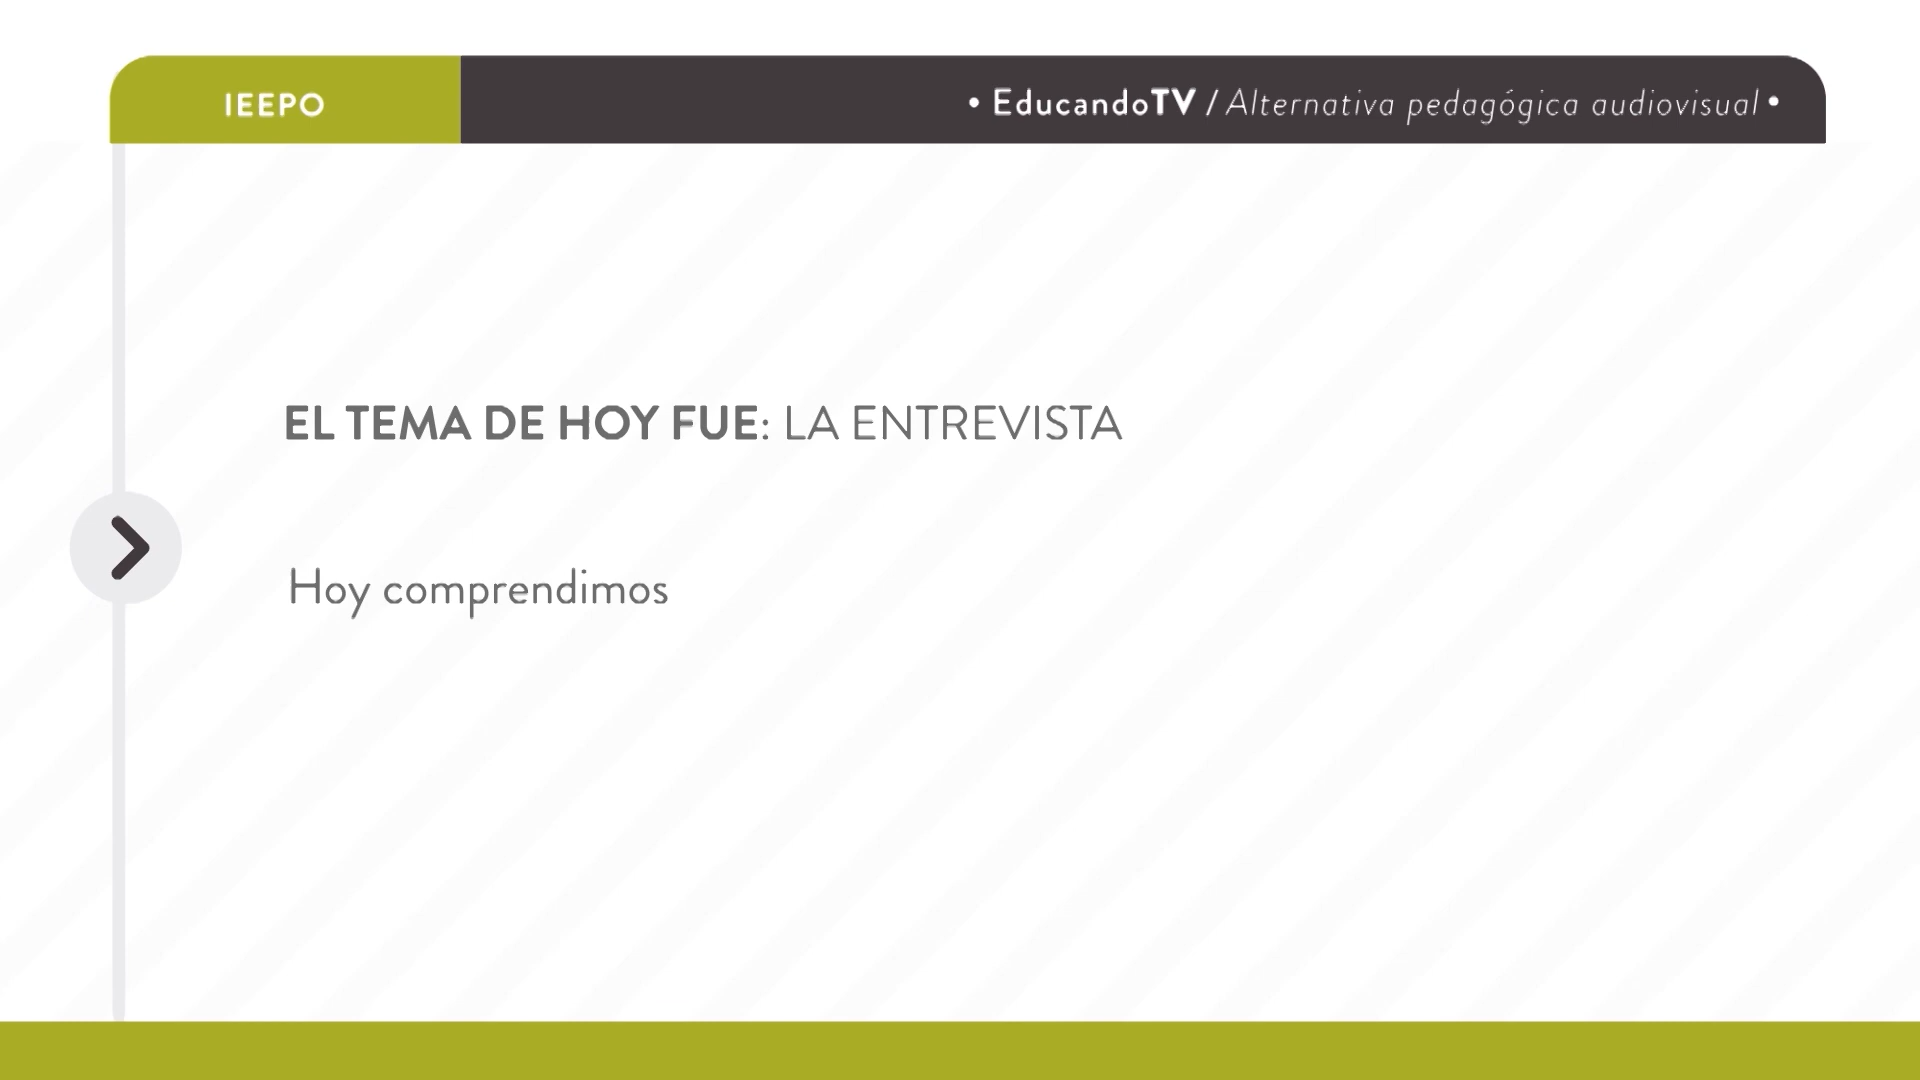 IEEPO
• EducandoTV / Alternativa pedagógica audiovisual •
EL TEMA DE HOY FUE: LA ENTREVISTA
Hoy comprendimos